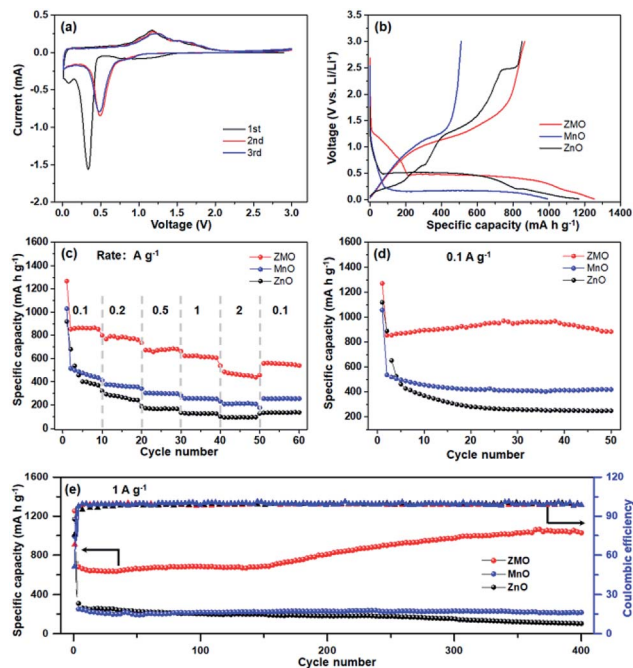 (a)
Current (mA)
0.5
0.0
-0.5
-1.0
-1.5
-2.0
1st
2nd
3rd
0.0 0.5 1.0 1.5 2.0 2.5 3.0
Voltage (V)
(b)
Voltage (V vs. Li/Li⁺)
3.0
2.5
2.0
1.5
1.0
0.5
0.0
ZMO
MnO
ZnO
0 200 400 600 800 1000 1200 1400
Specific capacity (mA h g⁻¹)
(c) Rate: A g⁻¹
Specific capacity (mA h g⁻¹)
1600
1400
1200
1000
800
600
400
200
0
ZMO
MnO
ZnO
0.1 0.2 0.5 1 2 0.1
0 10 20 30 40 50 60
Cycle number
(d) 0.1 A g⁻¹
Specific capacity (mA h g⁻¹)
1600
1400
1200
1000
800
600
400
200
ZMO
MnO
ZnO
0 10 20 30 40 50
Cycle number
(e) 1 A g⁻¹
Specific capacity (mA h g⁻¹)
1600
1200
800
400
0
ZMO
MnO
ZnO
120
90
60
30
0
Coulombic efficiency
0 100 200 300 400
Cycle number